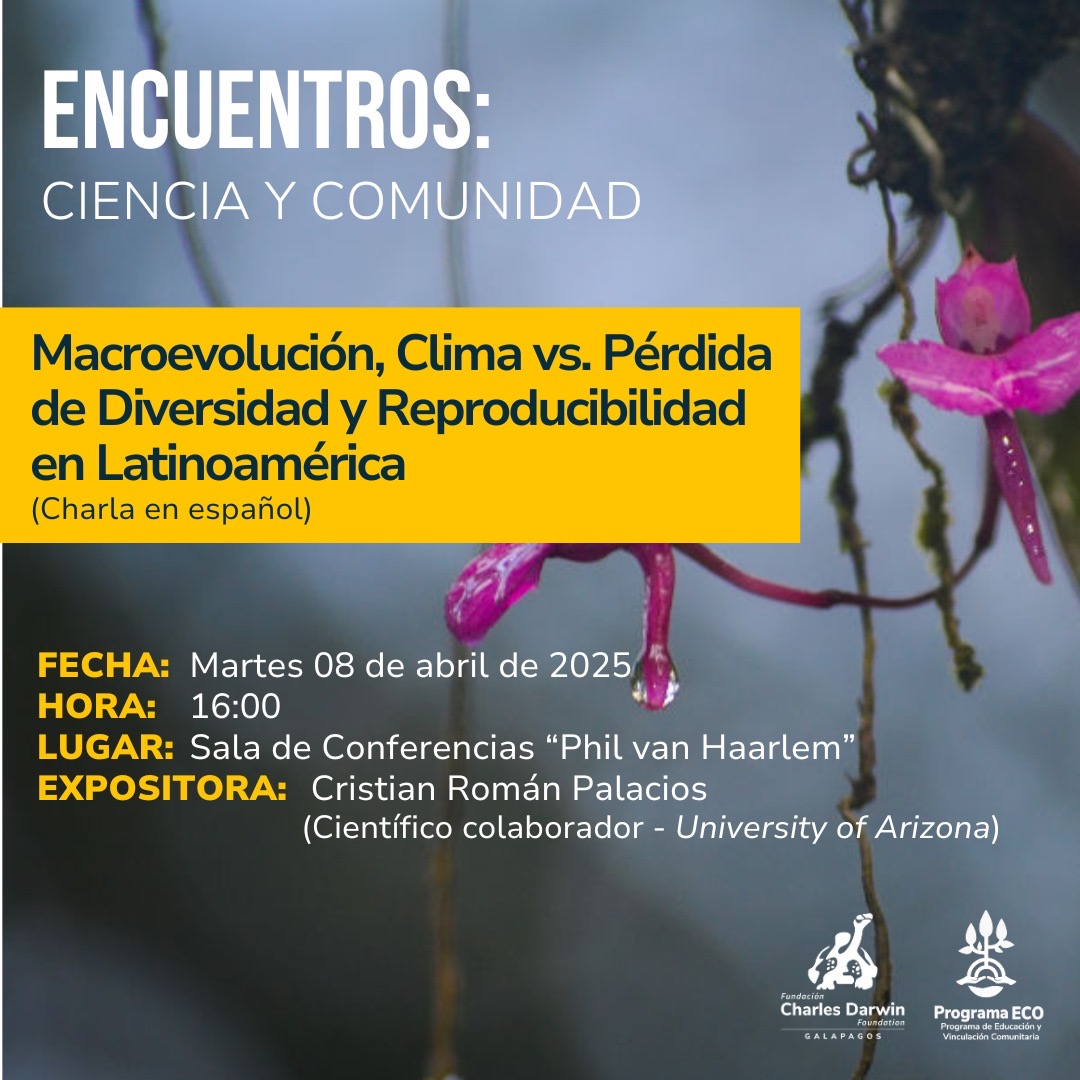 ENCUENTROS:
CIENCIA Y COMUNIDAD
Macroevolución, Clima vs. Pérdida
de Diversidad y Reproducibilidad
en Latinoamérica
(Charla en español)
FECHA: Martes 08 de abril de 2025
HORA: 16:00
LUGAR: Sala de Conferencias “Phil van Haarlem”
EXPOSITORA: Cristian Román Palacios
(Científico colaborador - University of Arizona)
Fundación
Charles Darwin
Foundation
GALAPAGOS
Programa ECO
Programa de Educación y
Vinculación Comunitaria